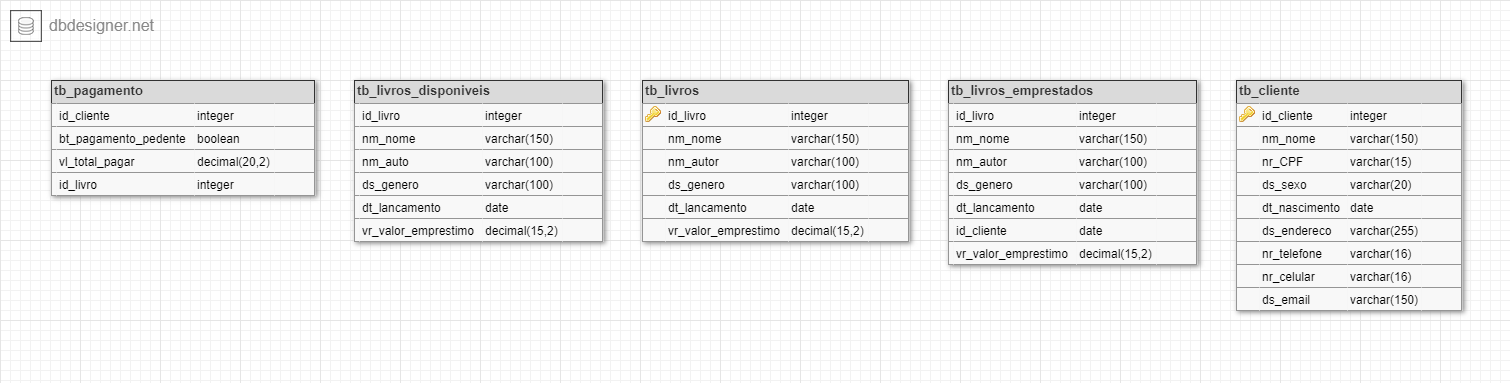 dbdesigner.net
tb_pagamento
id_cliente integer
bt_pagamento_pedente boolean
vl_total_pagar decimal(20,2)
id_livro integer
tb_livros_disponiveis
id_livro integer
nm_nome varchar(150)
nm_auto varchar(100)
ds_genero varchar(100)
dt_lancamento date
vr_valor_emprestimo decimal(15,2)
tb_livros
id_livro integer
nm_nome varchar(150)
nm_autor varchar(100)
ds_genero varchar(100)
dt_lancamento date
vr_valor_emprestimo decimal(15,2)
tb_livros_emprestados
id_livro integer
nm_nome varchar(150)
nm_autor varchar(100)
ds_genero varchar(100)
dt_lancamento date
id_cliente date
vr_valor_emprestimo decimal(15,2)
tb_cliente
id_cliente integer
nm_nome varchar(150)
nr_CPF varchar(15)
ds_sexo varchar(20)
dt_nascimento date
ds_endereco varchar(255)
nr_telefone varchar(16)
nr_celular varchar(16)
ds_email varchar(150)